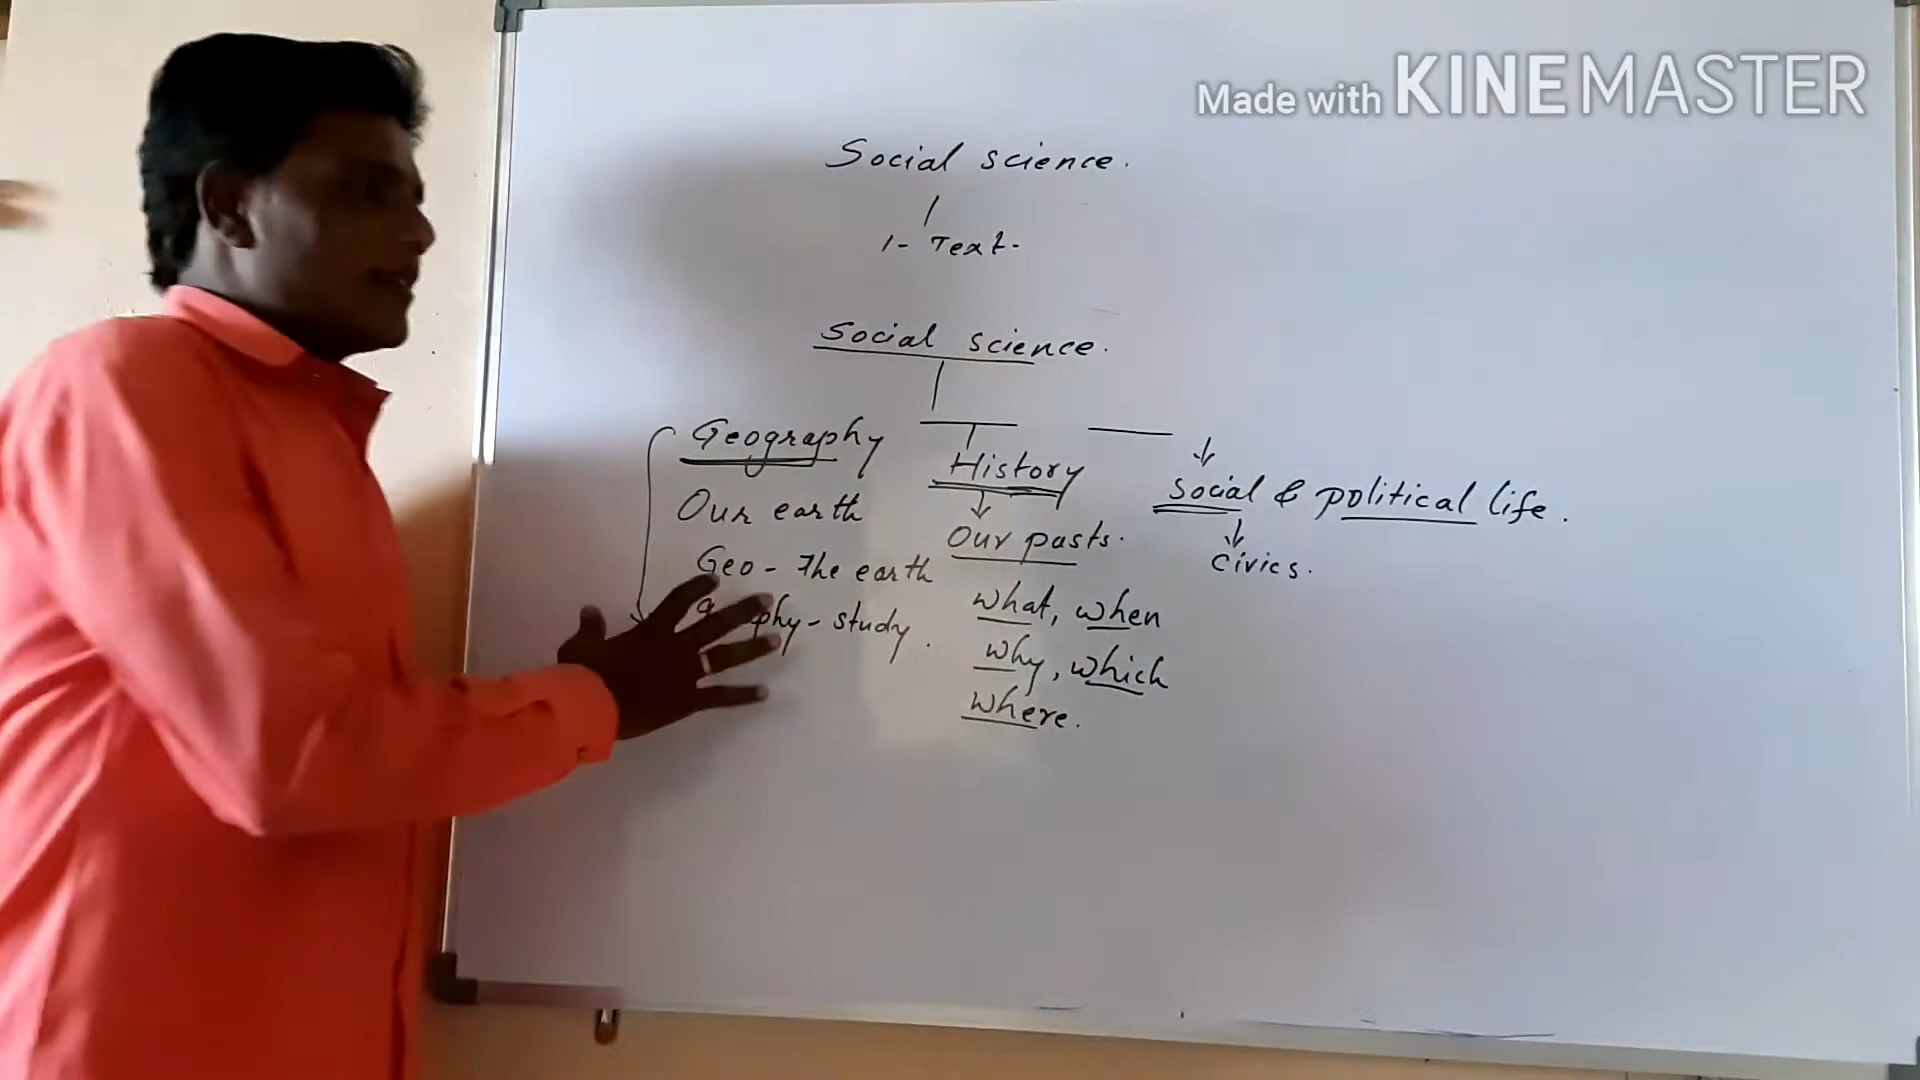 Made with KINEMASTER
Social science.
1- Text.
Social science.
Geography
Our earth
Geo - The earth
study.
History
Our pasts.
what, when
why, which
where.
Social & political life.
civics.